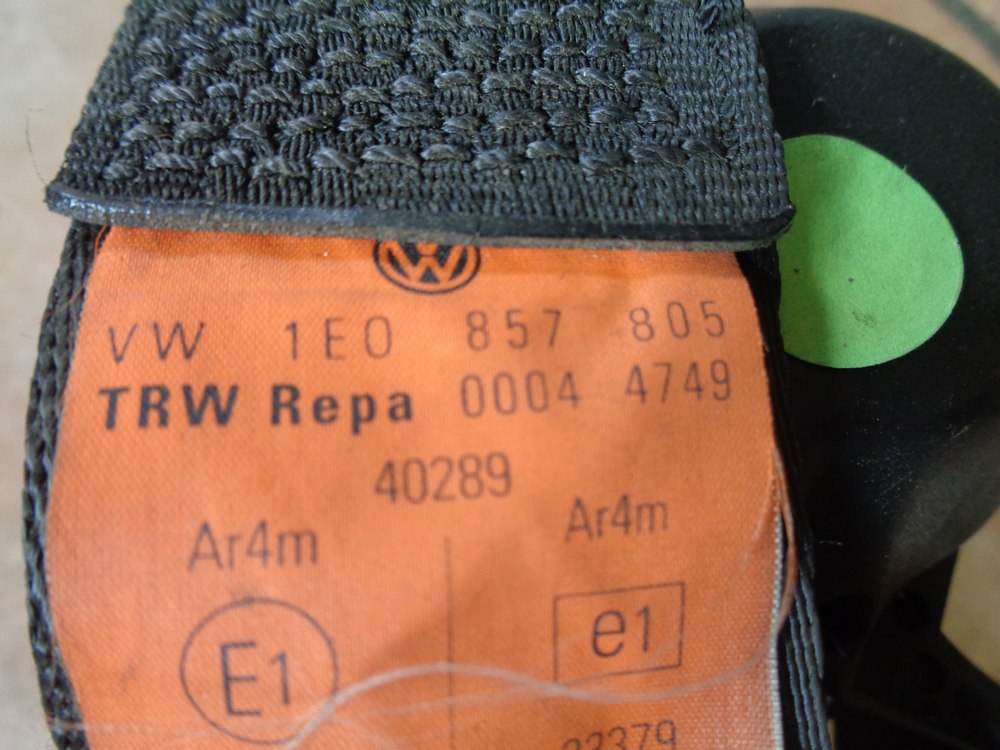 VW 1E0 857 805
TRW Repa 0004 4749
40289
Ar4m Ar4m
E1 e1